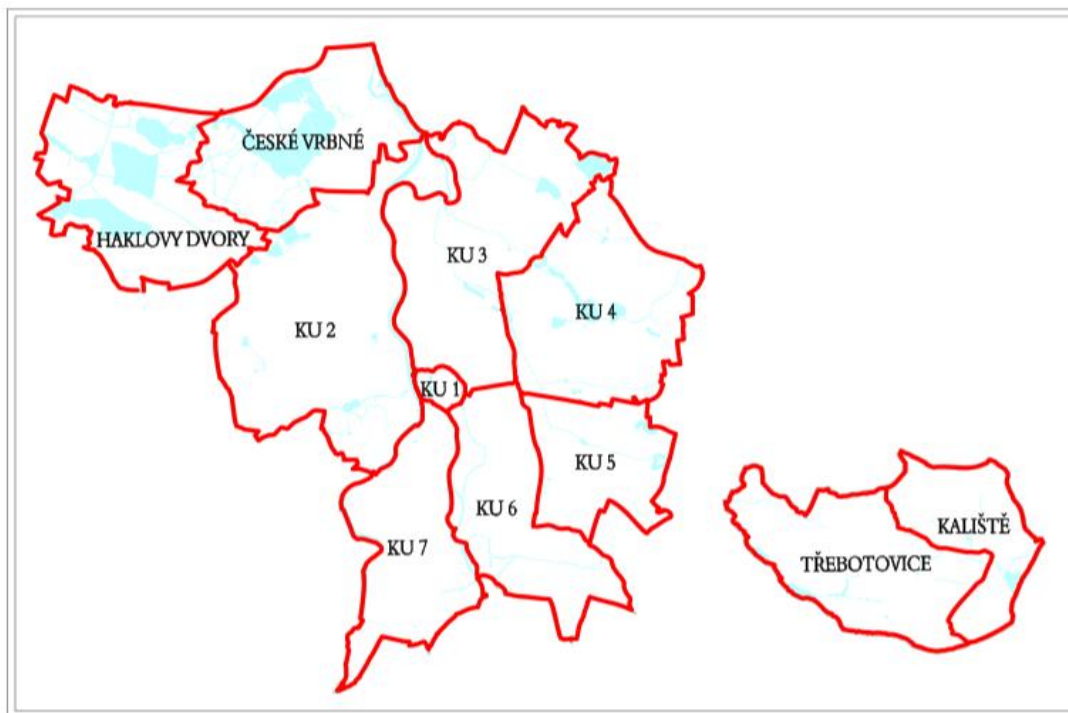 ČESKÉ VRBNÉ
HAKLOVY DVORY
KU 3
KU 4
KU 2
KU 1
KU 5
KU 6
KU 7
KALIŠTĚ
TŘEBOTOVICE